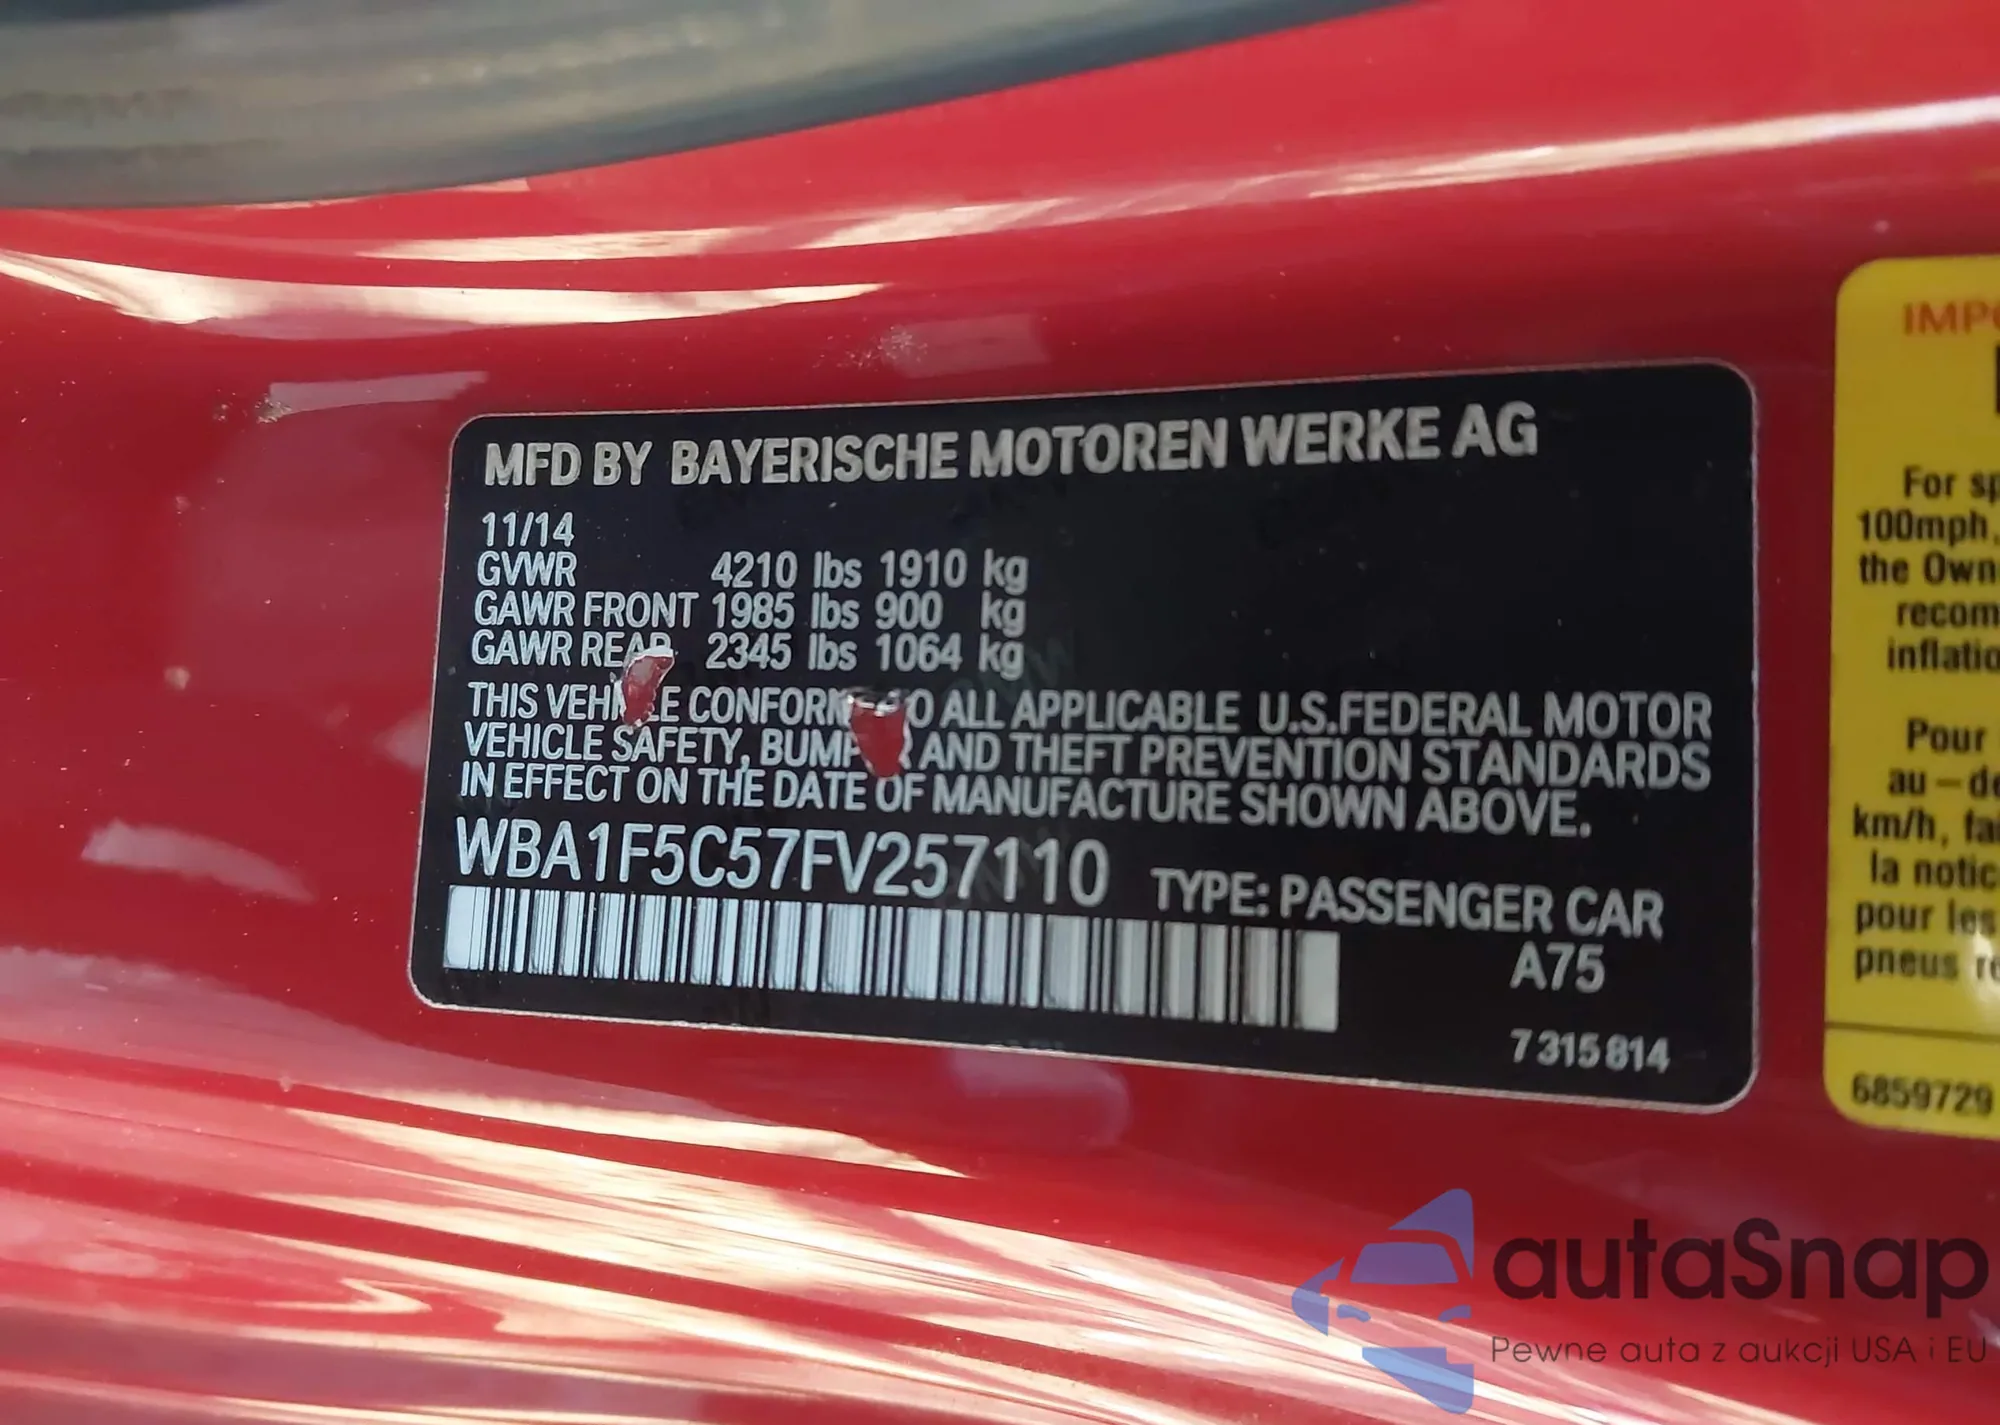 MFD BY BAYERISCHE MOTOREN WERKE AG
11/14
GVWR 4210 lbs 1910 kg
GAWR FRONT 1985 lbs 900 kg
GAWR REAR 2345 lbs 1064 kg
THIS VEHICLE CONFORM TO ALL APPLICABLE U.S.FEDERAL MOTOR
VEHICLE SAFETY, BUMPER AND THEFT PREVENTION STANDARDS
IN EFFECT ON THE DATE OF MANUFACTURE SHOWN ABOVE.
WBA1F5C57FV257110 TYPE: PASSENGER CAR
A75
7 315 814
IMPO
For sp
100mph,
the Own
recom
inflatio
Pour
au-de
km/h, fai
la notic
pour les
pneus re
6859729
autaSnap
Pewne auta z aukcji USA i EU